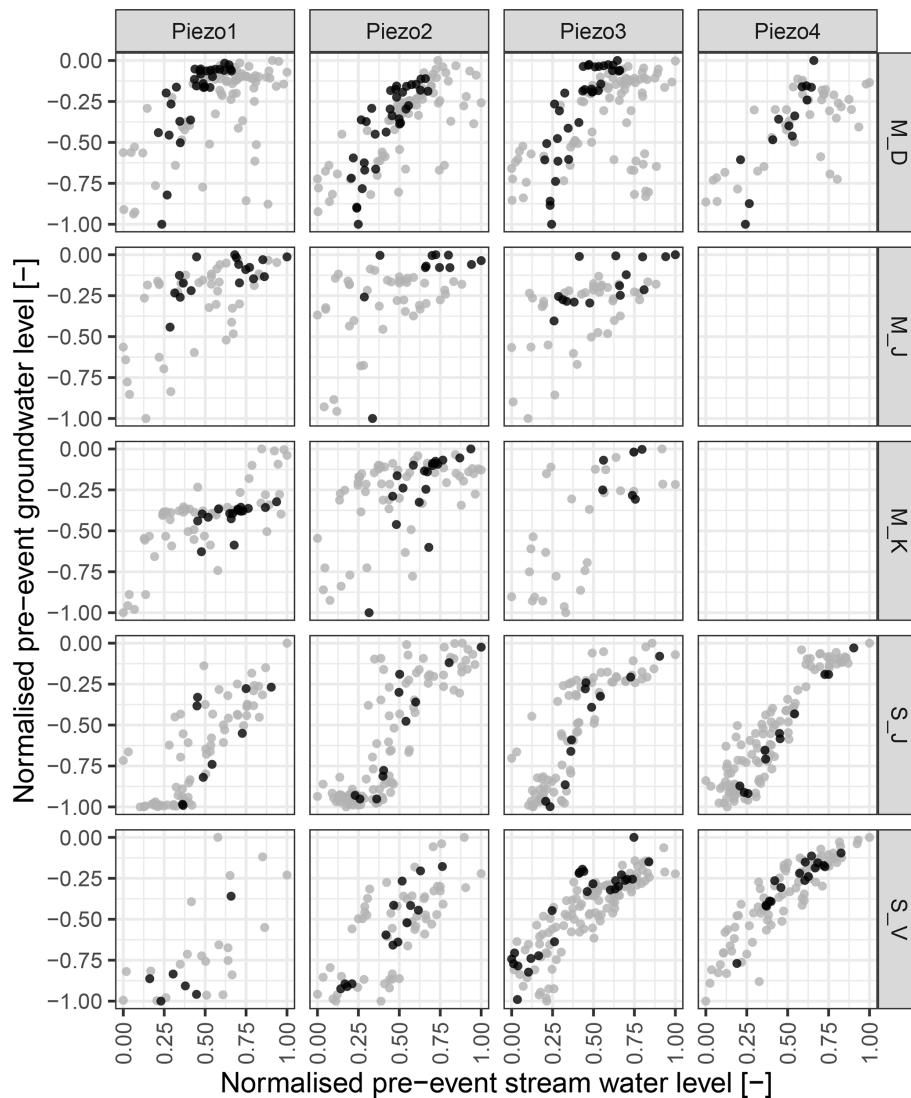 Piezo1 Piezo2 Piezo3 Piezo4
Normalised pre−event groundwater level [−]
0.00
−0.25
−0.50
−0.75
−1.00
M_D
0.00
−0.25
−0.50
−0.75
−1.00
M_J
0.00
−0.25
−0.50
−0.75
−1.00
M_K
0.00
−0.25
−0.50
−0.75
−1.00
S_J
0.00
−0.25
−0.50
−0.75
−1.00
S_V
0.00 0.25 0.50 0.75 1.00 0.00 0.25 0.50 0.75 1.00 0.00 0.25 0.50 0.75 1.00 0.00 0.25 0.50 0.75 1.00
Normalised pre−event stream water level [−]